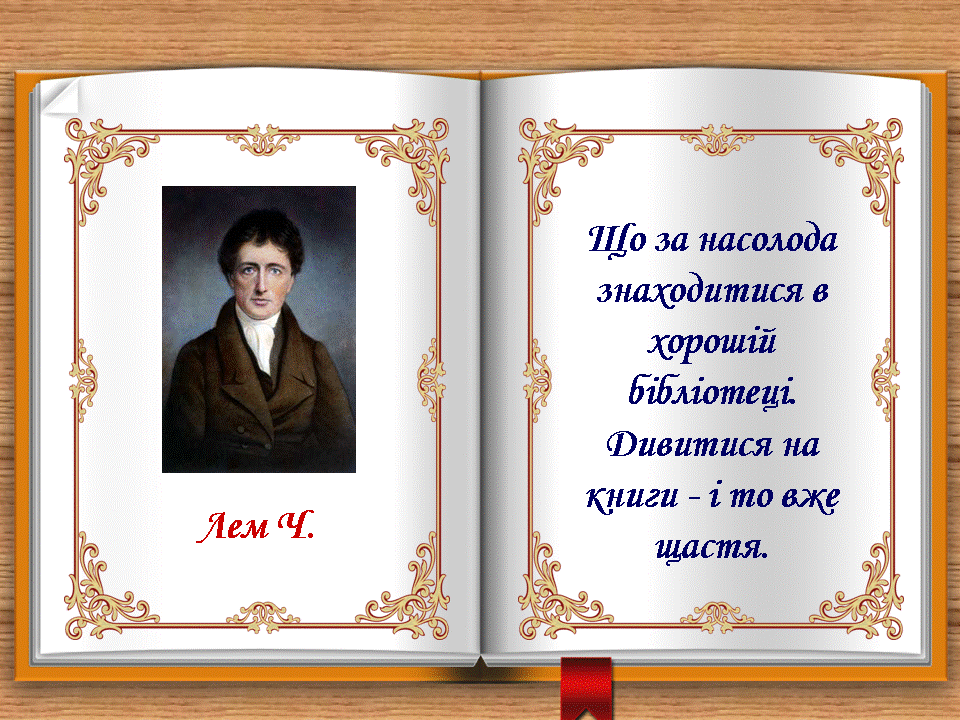 Лем Ч.
Що за насолода
знаходитися в
хорошій
бібліотеці.
Дивитися на
книги - і то вже
щастя.